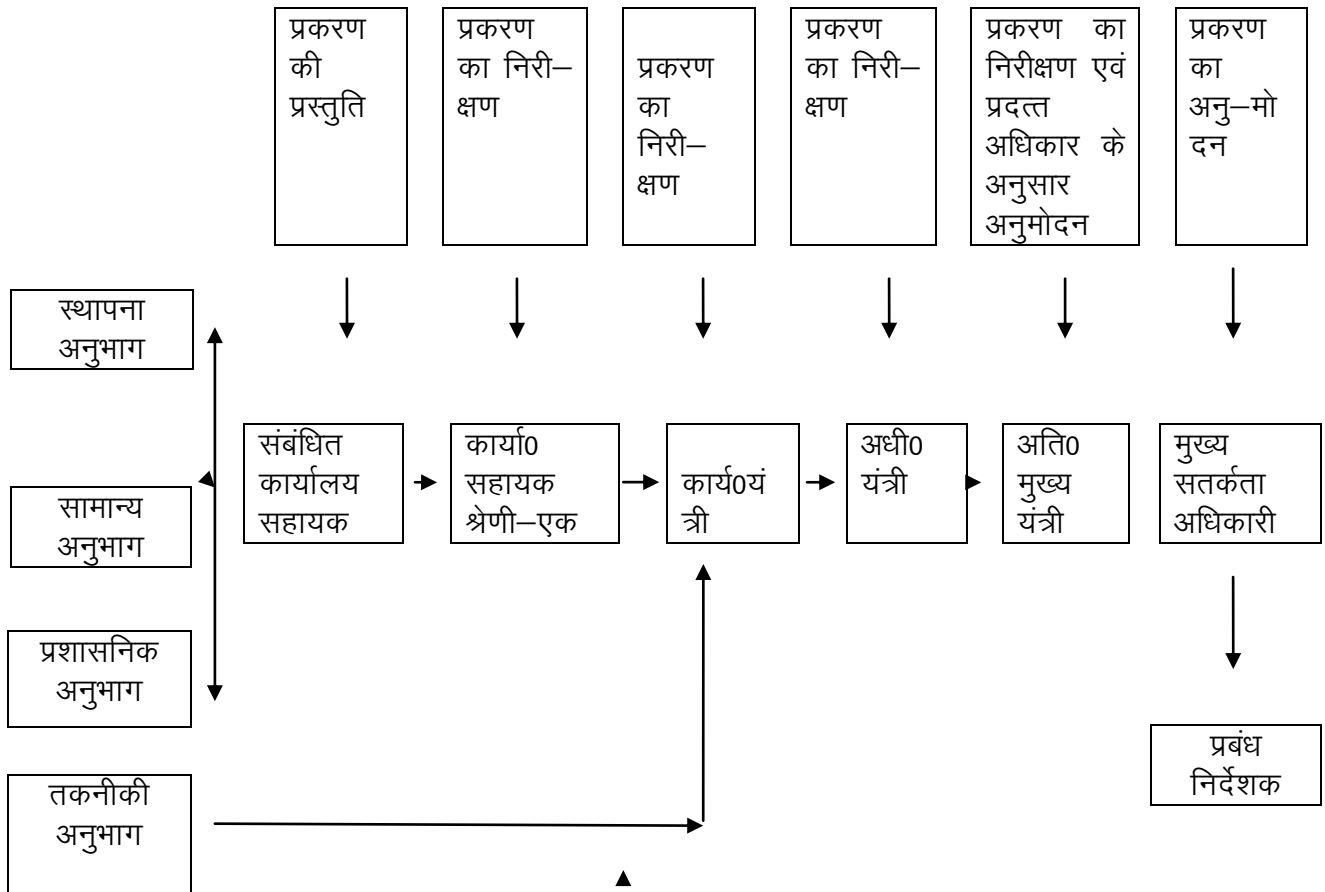 प्रकरण
की
प्रस्तुति
प्रकरण
का निरी–
क्षण
प्रकरण
का
निरी–
क्षण
प्रकरण
का निरी–
क्षण
प्रकरण का
निरीक्षण एवं
प्रदत्त
अधिकार के
अनुसार
अनुमोदन
प्रकरण
का
अनु–मो
दन
स्थापना
अनुभाग
सामान्य
अनुभाग
प्रशासनिक
अनुभाग
तकनीकी
अनुभाग
संबंधित
कार्यालय
सहायक
कार्या0
सहायक
श्रेणी–एक
कार्य0यं
त्री
अधी0
यंत्री
अति0
मुख्य
यंत्री
मुख्य
सतर्कता
अधिकारी
प्रबंध
निर्देशक